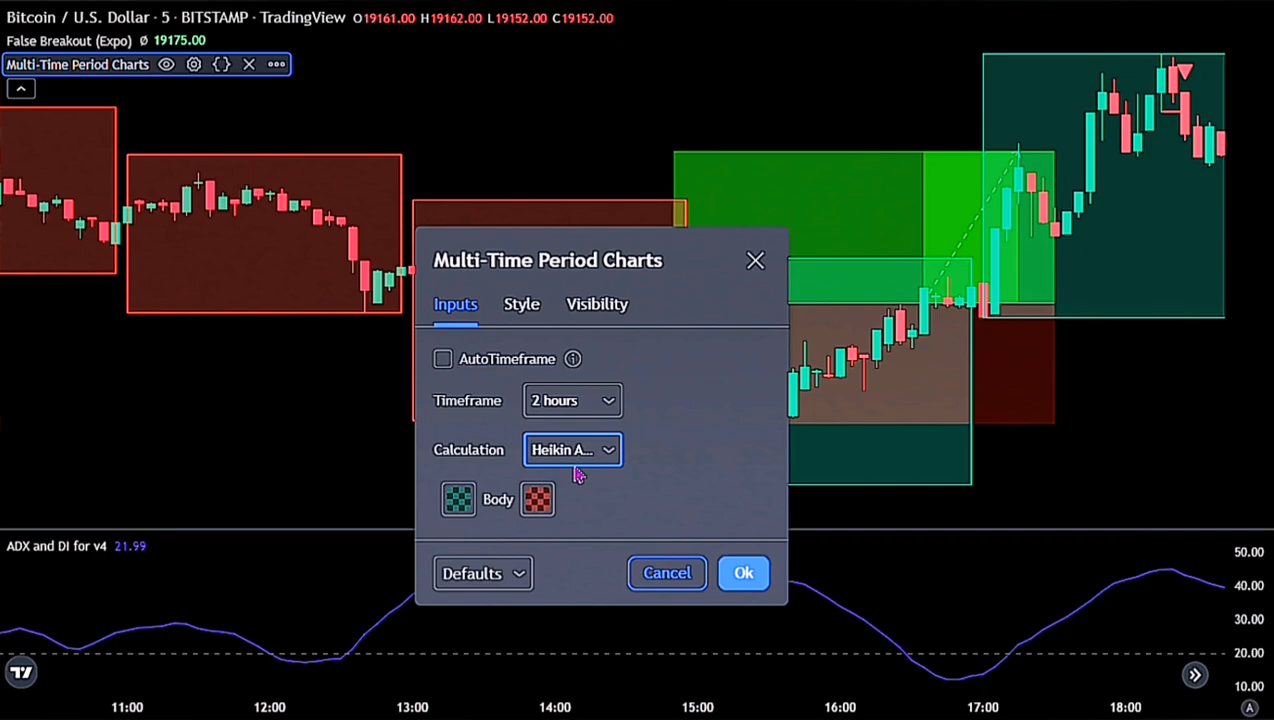 Bitcoin / U.S. Dollar · 5 · BITSTAMP · TradingView O19161.00 H19162.00 L19152.00 C19152.00
False Breakout (Expo) Ø 19175.00
Multi-Time Period Charts
Multi-Time Period Charts
Inputs Style Visibility
AutoTimeframe
Timeframe 2 hours
Calculation Heikin A...
Body
Defaults Cancel Ok
ADX and DI for v4 21.99
50.00
40.00
30.00
20.00
10.00
11:00 12:00 13:00 14:00 15:00 16:00 17:00 18:00 A